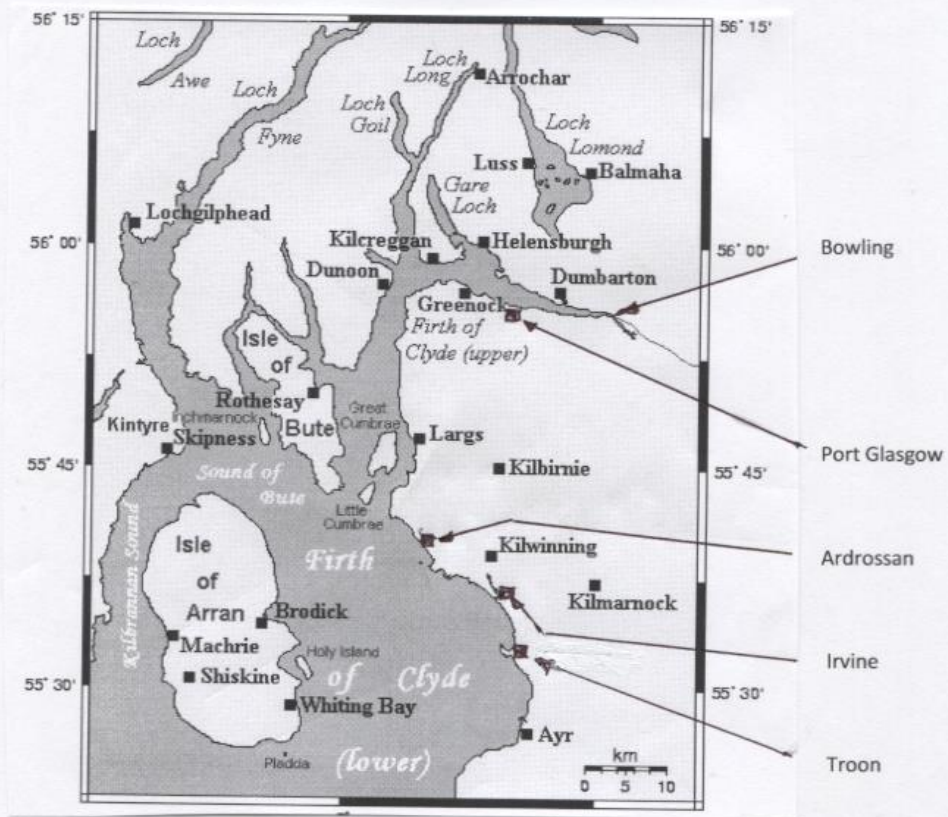 56° 15'
56° 15'
Loch
Awe
Loch
Fyne
Loch
Long
Arrochar
Loch
Goil
Loch
Lomond
Luss
Balmaha
Gare
Loch
Lochgilphead
56° 00'
56° 00'
Kilcreggan
Helensburgh
Bowling
Dunoon
Dumbarton
Greenock
Firth of
Clyde (upper)
Isle
of
Bute
Rothesay
Great
Cumbrae
Inchmarnock
Kintyre
Skipness
Largs
Port Glasgow
55° 45'
55° 45'
Kilbirnie
Sound of
Bute
Little
Cumbrae
Kilbrannan Sound
Isle
of
Arran
Firth
of Clyde
(lower)
Kilwinning
Ardrossan
Kilmarnock
Brodick
Machrie
Holy Island
Shiskine
Irvine
55° 30'
55° 30'
Whiting Bay
Ayr
Pladda
km
0 5 10
Troon